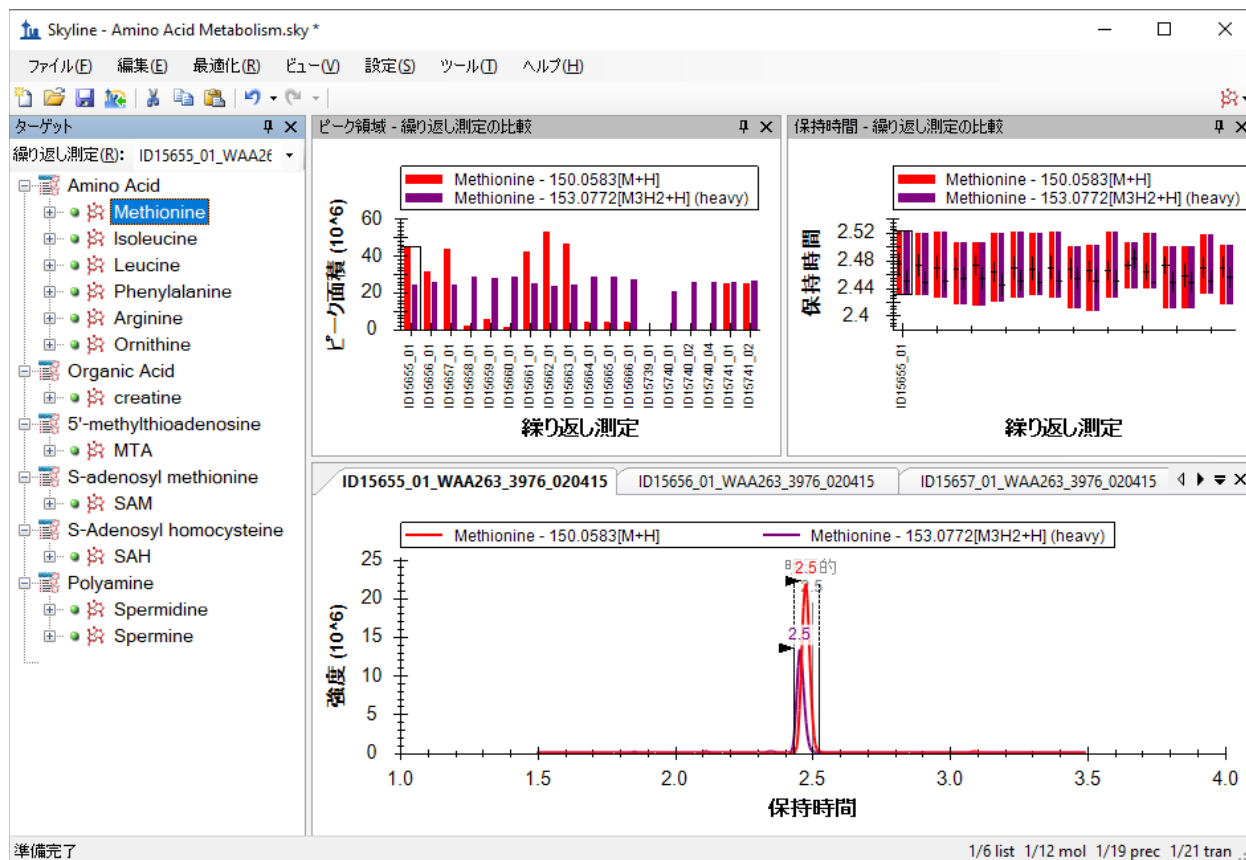 Skyline - Amino Acid Metabolism.sky *
ファイル(F) 編集(E) 最適化(R) ビュー(V) 設定(S) ツール(T) ヘルプ(H)
ターゲット
繰り返し測定(R): ID15655_01_WAA26
Amino Acid
Methionine
Isoleucine
Leucine
Phenylalanine
Arginine
Ornithine
Organic Acid
creatine
5'-methylthioadenosine
MTA
S-adenosyl methionine
SAM
S-Adenosyl homocysteine
SAH
Polyamine
Spermidine
Spermine
ピーク領域 - 繰り返し測定の比較
Methionine - 150.0583[M+H]
Methionine - 153.0772[M3H2+H] (heavy)
ピーク面積 (10^6)
60
40
20
0
ID15655_01
ID15656_01
ID15657_01
ID15658_01
ID15659_01
ID15660_01
ID15661_01
ID15662_01
ID15663_01
ID15664_01
ID15665_01
ID15666_01
ID15739_01
ID15740_01
ID15740_02
ID15740_04
ID15741_01
ID15741_02
繰り返し測定
保持時間 - 繰り返し測定の比較
Methionine - 150.0583[M+H]
Methionine - 153.0772[M3H2+H] (heavy)
保持時間
2.52
2.48
2.44
2.4
ID15655_01
繰り返し測定
ID15655_01_WAA263_3976_020415
ID15656_01_WAA263_3976_020415
ID15657_01_WAA263_3976_020415
Methionine - 150.0583[M+H]
Methionine - 153.0772[M3H2+H] (heavy)
強度 (10^6)
25
20
15
10
5
0
2.5
的
2.5
2.5
1.0 1.5 2.0 2.5 3.0 3.5 4.0
保持時間
準備完了
1/6 list 1/12 mol 1/19 prec 1/21 tran